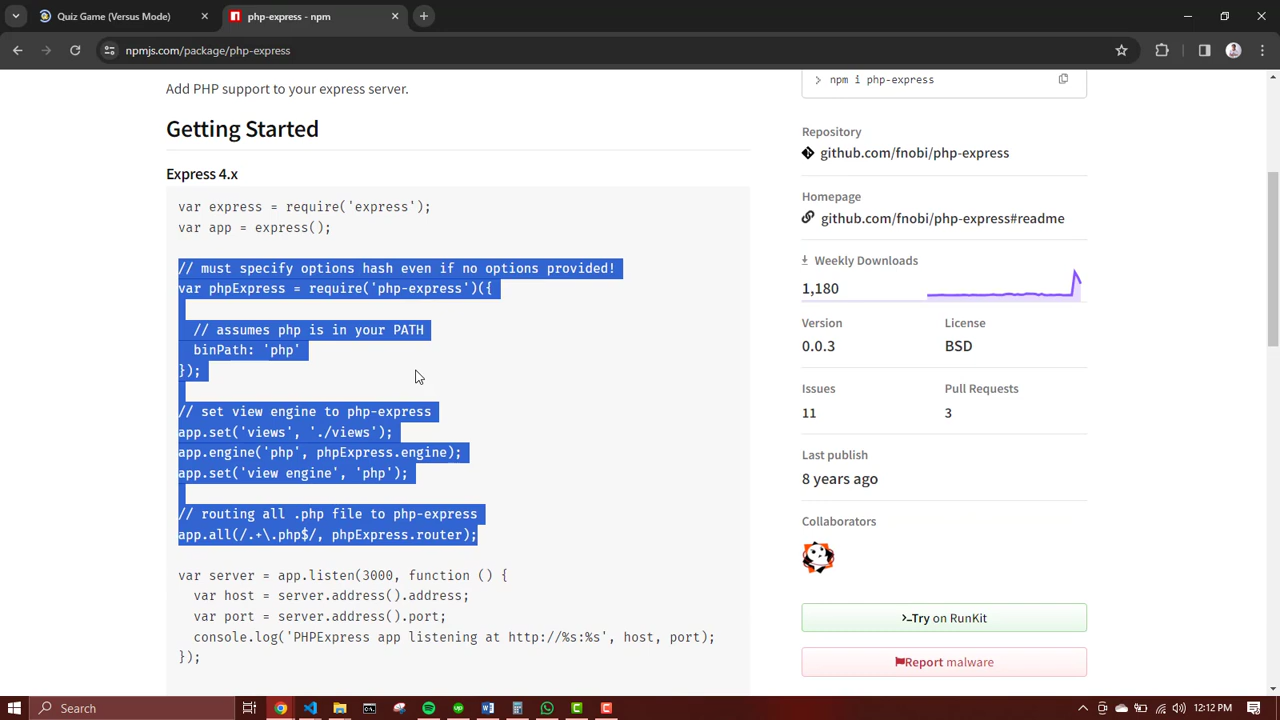 Quiz Game (Versus Mode)
php-express - npm
npmjs.com/package/php-express
Add PHP support to your express server.
Getting Started
Express 4.x
var express = require('express');
var app = express();
// must specify options hash even if no options provided!
var phpExpress = require('php-express')({
// assumes php is in your PATH
binPath: 'php'
});
// set view engine to php-express
app.set('views', './views');
app.engine('php', phpExpress.engine);
app.set('view engine', 'php');
// routing all .php file to php-express
app.all(/.+\.php$/, phpExpress.router);
var server = app.listen(3000, function () {
var host = server.address().address;
var port = server.address().port;
console.log('PHPExpress app listening at http://%s:%s', host, port);
});
> npm i php-express
Repository
github.com/fnobi/php-express
Homepage
github.com/fnobi/php-express#readme
Weekly Downloads
1,180
Version
License
0.0.3
BSD
Issues
Pull Requests
11
3
Last publish
8 years ago
Collaborators
>-Try on RunKit
Report malware
Search
12:12 PM